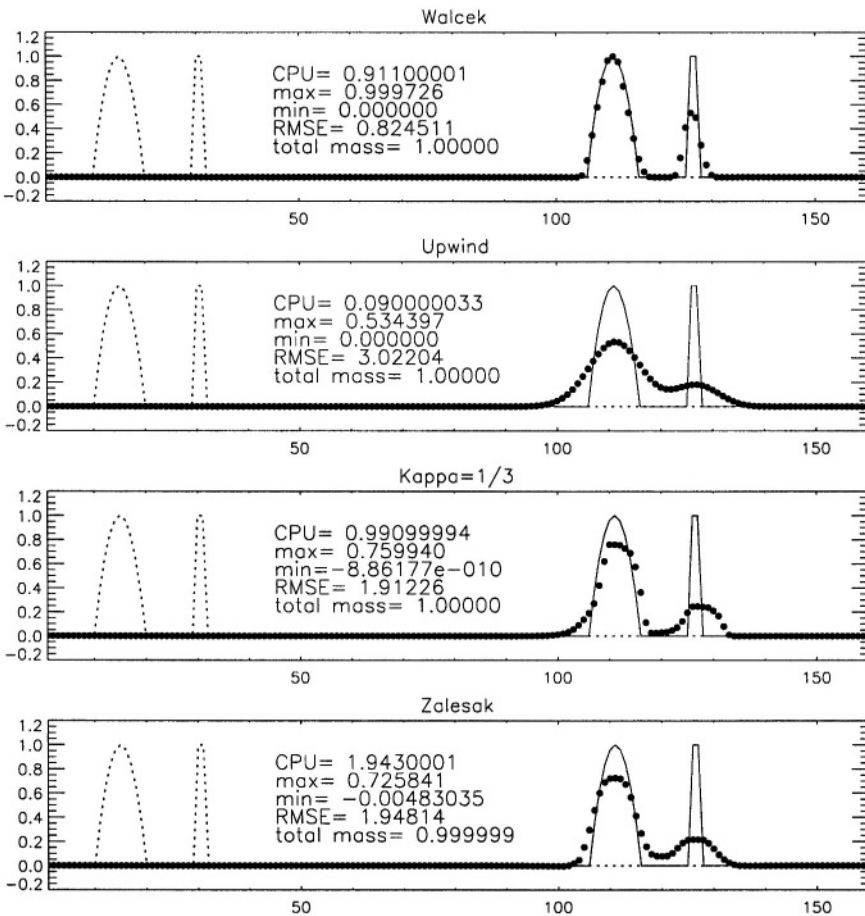 Walcek
1.2
1.0
0.8
0.6
0.4
0.2
0.0
-0.2
CPU= 0.91100001
max= 0.999726
min= 0.000000
RMSE= 0.824511
total mass= 1.00000
50
100
150
Upwind
1.2
1.0
0.8
0.6
0.4
0.2
0.0
-0.2
CPU= 0.090000033
max= 0.534397
min= 0.000000
RMSE= 3.02204
total mass= 1.00000
50
100
150
Kappa=1/3
1.2
1.0
0.8
0.6
0.4
0.2
0.0
-0.2
CPU= 0.99099994
max= 0.759940
min=-8.86177e-010
RMSE= 1.91226
total mass= 1.00000
50
100
150
Zalesak
1.2
1.0
0.8
0.6
0.4
0.2
0.0
-0.2
CPU= 1.9430001
max= 0.725841
min= -0.00483035
RMSE= 1.94814
total mass= 0.999999
50
100
150